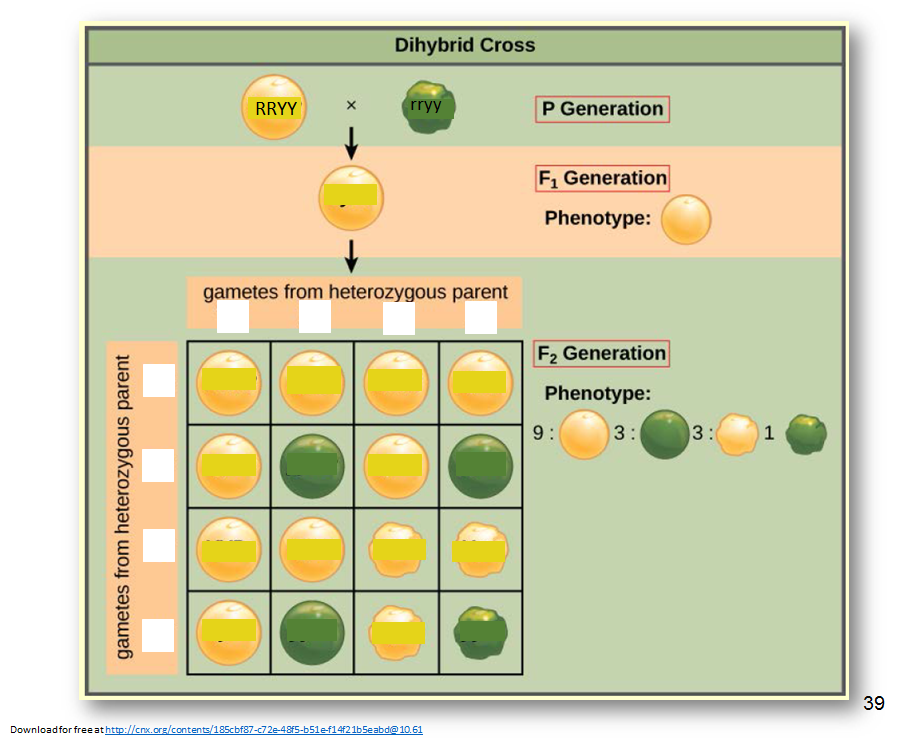 Dihybrid Cross
RRYY × rryy
P Generation
F₁ Generation
Phenotype:
gametes from heterozygous parent
gametes from heterozygous parent
F₂ Generation
Phenotype:
9 : 3 : 3 : 1
39
Download for free at http://cnx.org/contents/185cbf87-c72e-48f5-b51e-f14f21b5eabd@10.61